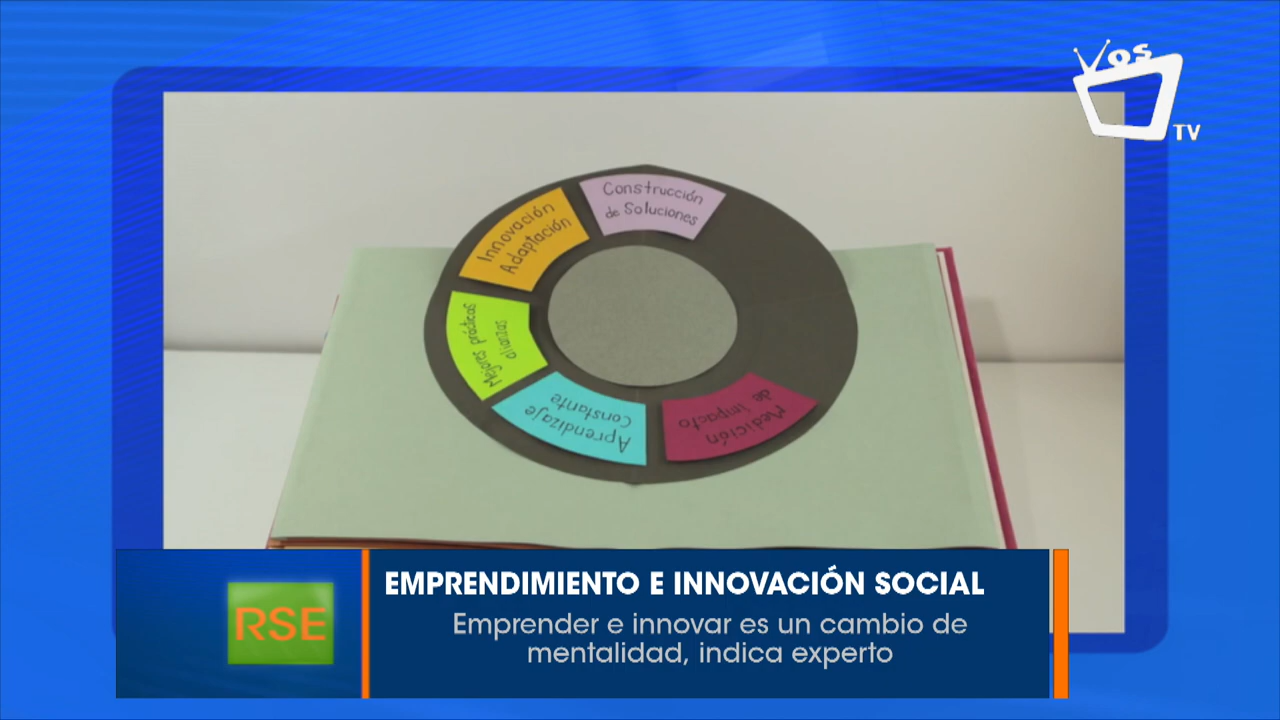 VOS
TV
Construcción
de Soluciones
Innovación
Adaptación
Mejores prácticas
alianzas
Aprendizaje
Constante
Medición
de impacto
RSE
EMPRENDIMIENTO E INNOVACIÓN SOCIAL
Emprender e innovar es un cambio de
mentalidad, indica experto